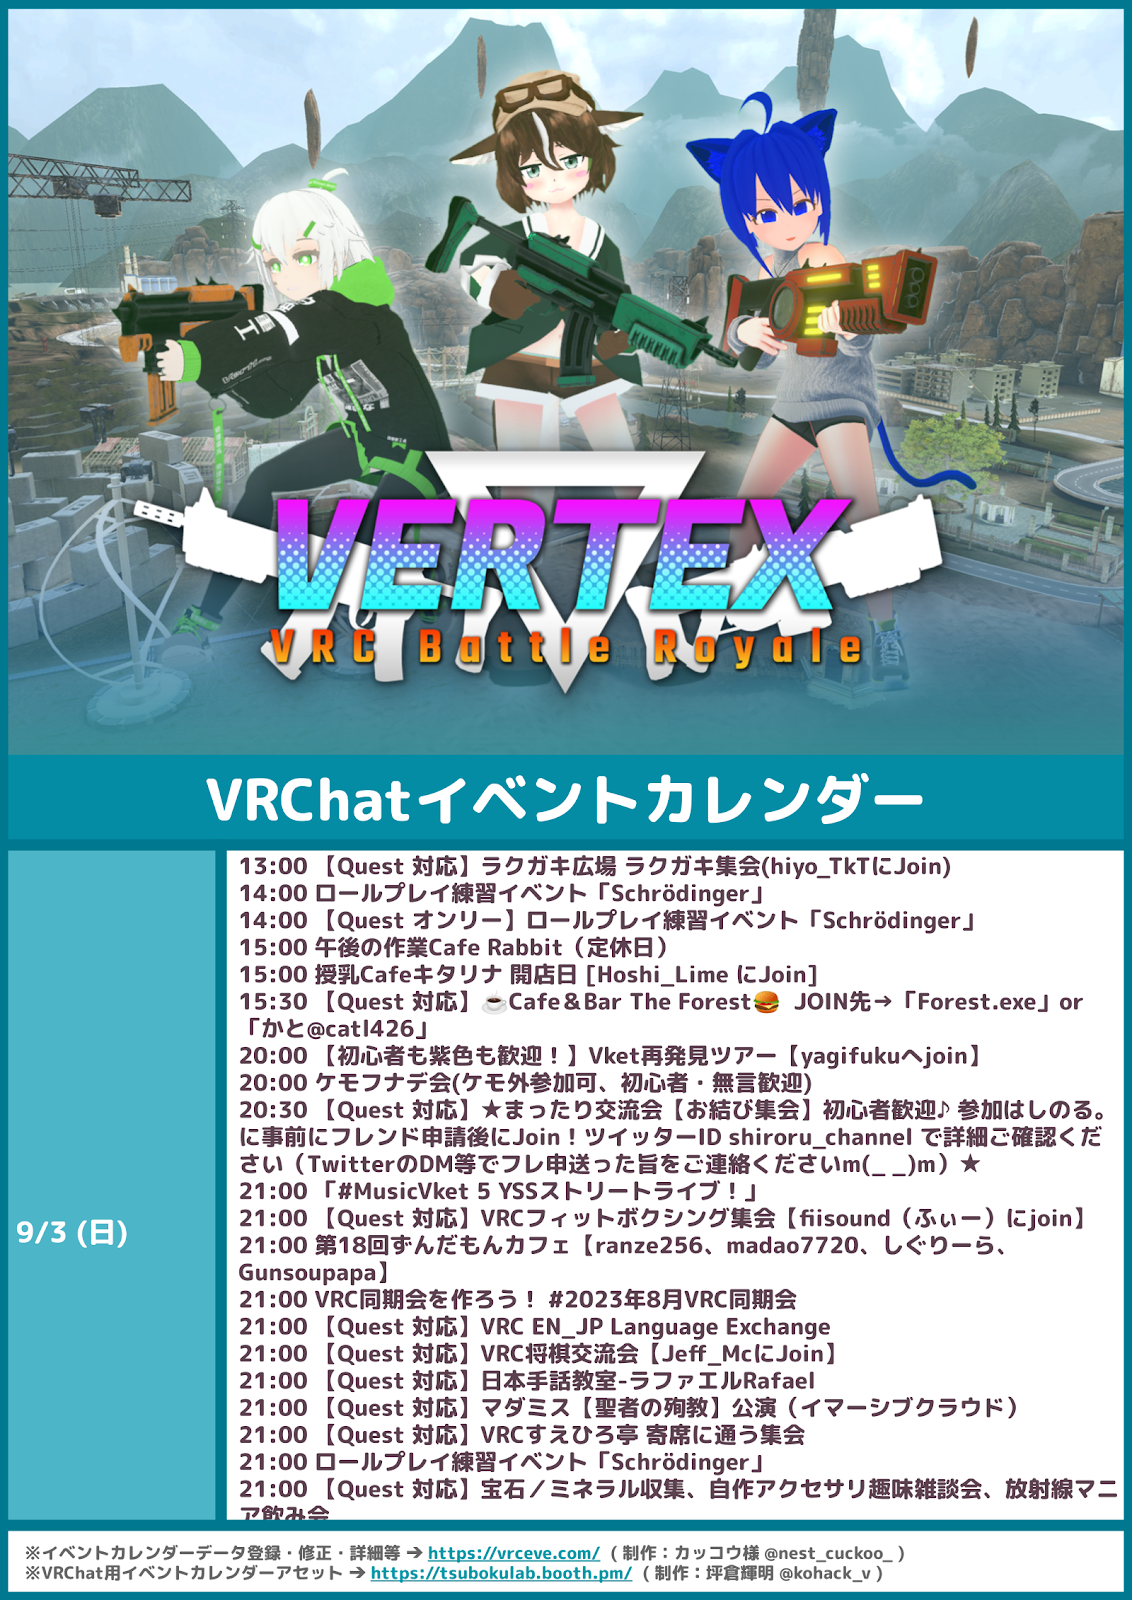 VERTEX
VRC Battle Royale
VRChatイベントカレンダー
9/3 (日)
13:00 【Quest 対応】ラクガキ広場 ラクガキ集会(hiyo_TkTにJoin)
14:00 ロールプレイ練習イベント「Schrödinger」
14:00 【Quest オンリー】ロールプレイ練習イベント「Schrödinger」
15:00 午後の作業Cafe Rabbit（定休日）
15:00 授乳Cafeキタリナ 開店日 [Hoshi_Lime にJoin]
15:30 【Quest 対応】☕Cafe＆Bar The Forest🍔 JOIN先→「Forest.exe」or
「かと@catl426」
20:00 【初心者も紫色も歓迎！】Vket再発見ツアー【yagifukuへjoin】
20:00 ケモフナデ会(ケモ外参加可、初心者・無言歓迎)
20:30 【Quest 対応】★まったり交流会【お結び集会】初心者歓迎♪ 参加はしのる。
に事前にフレンド申請後にJoin！ツイッターID shiroru_channel で詳細ご確認くだ
さい（TwitterのDM等でフレ申送った旨をご連絡くださいm(_ _)m）★
21:00 「#MusicVket 5 YSSストリートライブ！」
21:00 【Quest 対応】VRCフィットボクシング集会【fiisound（ふぃー）にjoin】
21:00 第18回ずんだもんカフェ【ranze256、madao7720、しぐりーら、
Gunsoupapa】
21:00 VRC同期会を作ろう！ #2023年8月VRC同期会
21:00 【Quest 対応】VRC EN_JP Language Exchange
21:00 【Quest 対応】VRC将棋交流会【Jeff_McにJoin】
21:00 【Quest 対応】日本手話教室-ラファエルRafael
21:00 【Quest 対応】マダミス【聖者の殉教】公演（イマーシブクラウド）
21:00 【Quest 対応】VRCすえひろ亭 寄席に通う集会
21:00 ロールプレイ練習イベント「Schrödinger」
21:00 【Quest 対応】宝石／ミネラル収集、自作アクセサリ趣味雑談会、放射線マニ
ア飲み会
※イベントカレンダーデータ登録・修正・詳細等 → https://vrceve.com/ ( 制作：カッコウ様 @nest_cuckoo_ )
※VRChat用イベントカレンダーアセット → https://tsubokulab.booth.pm/ ( 制作：坪倉輝明 @kohack_v )